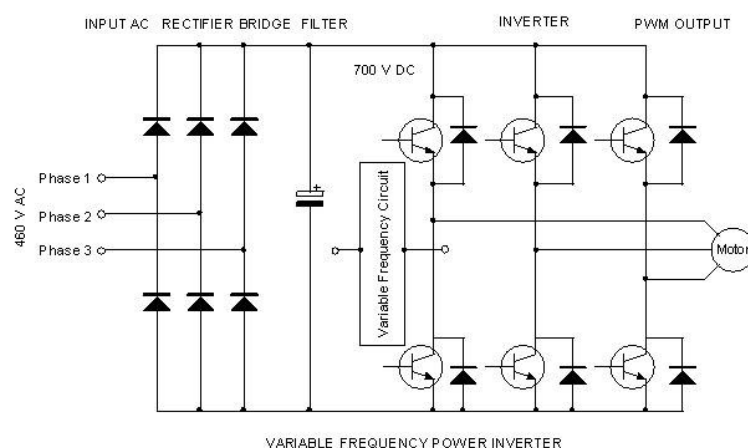 INPUT AC RECTIFIER BRIDGE FILTER
INVERTER
PWM OUTPUT
700 V DC
460 V AC
Phase 1
Phase 2
Phase 3
+
Variable Frequency Circuit
Motor
VARIABLE FREQUENCY POWER INVERTER